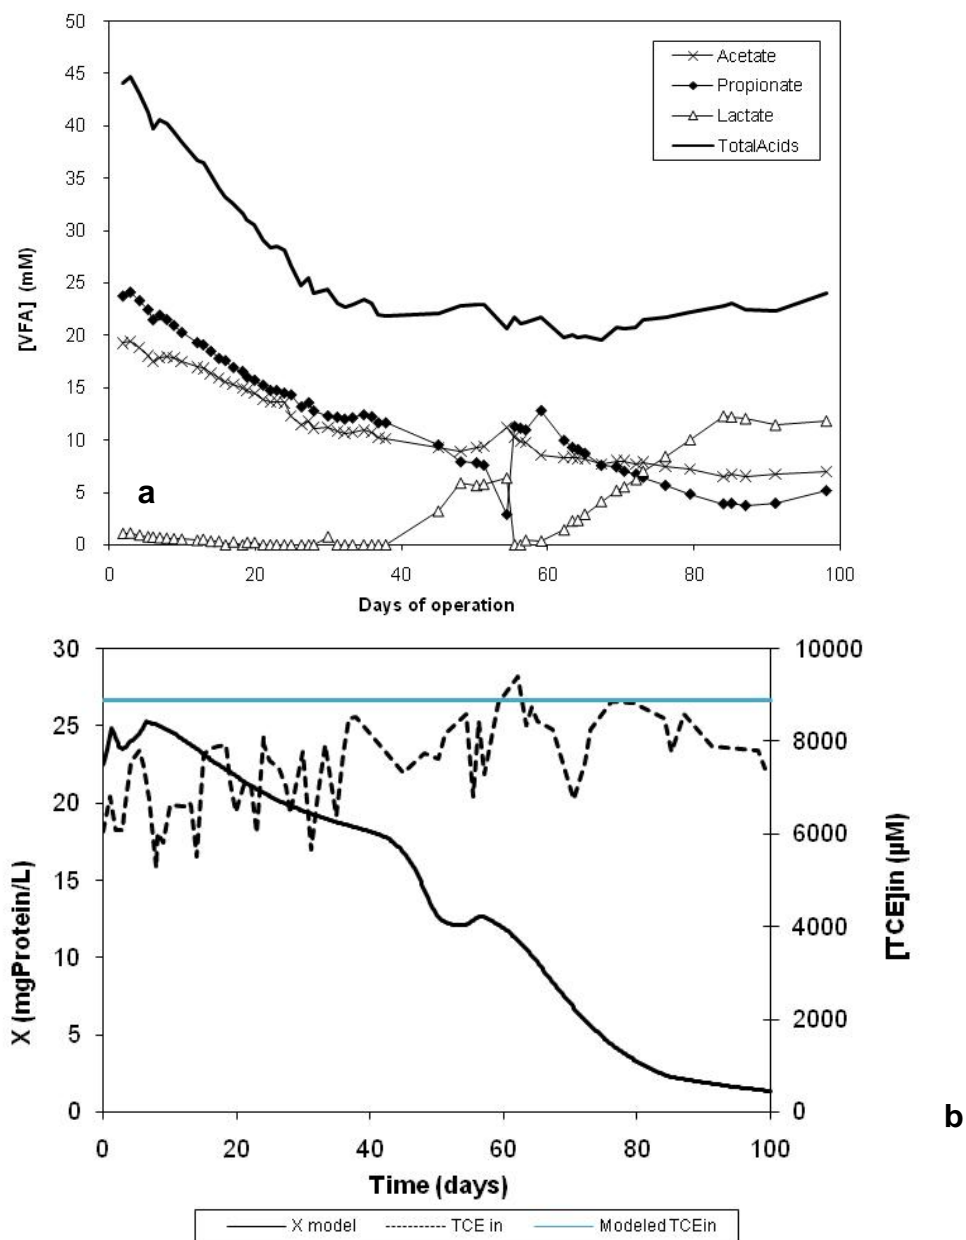 50
45
40
35
30
25
20
15
10
5
0
[VFA] (mM)
Acetate
Propionate
Lactate
TotalAcids
a
0 20 40 60 80 100
Days of operation
30
25
20
15
10
5
0
X (mgProtein/L)
10000
8000
6000
4000
2000
0
[TCE]in (µM)
b
0 20 40 60 80 100
Time (days)
X model TCE in Modeled TCEin